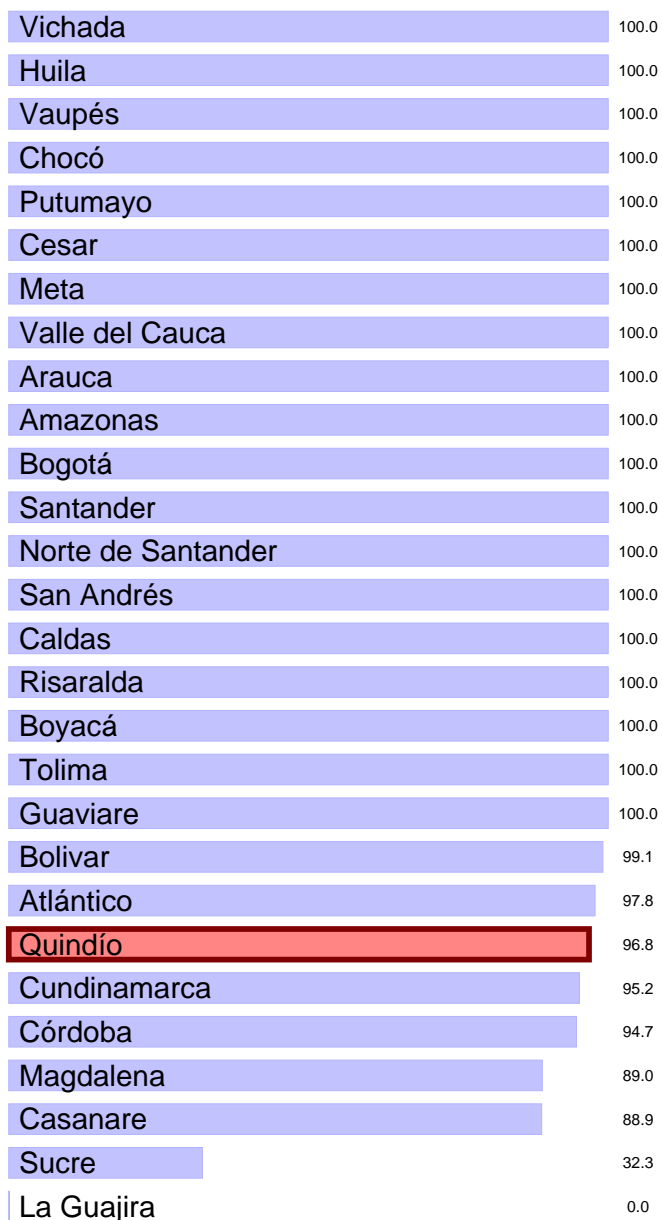 Vichada 100.0
Huila 100.0
Vaupés 100.0
Chocó 100.0
Putumayo 100.0
Cesar 100.0
Meta 100.0
Valle del Cauca 100.0
Arauca 100.0
Amazonas 100.0
Bogotá 100.0
Santander 100.0
Norte de Santander 100.0
San Andrés 100.0
Caldas 100.0
Risaralda 100.0
Boyacá 100.0
Tolima 100.0
Guaviare 100.0
Bolivar 99.1
Atlántico 97.8
Quindío 96.8
Cundinamarca 95.2
Córdoba 94.7
Magdalena 89.0
Casanare 88.9
Sucre 32.3
La Guajira 0.0